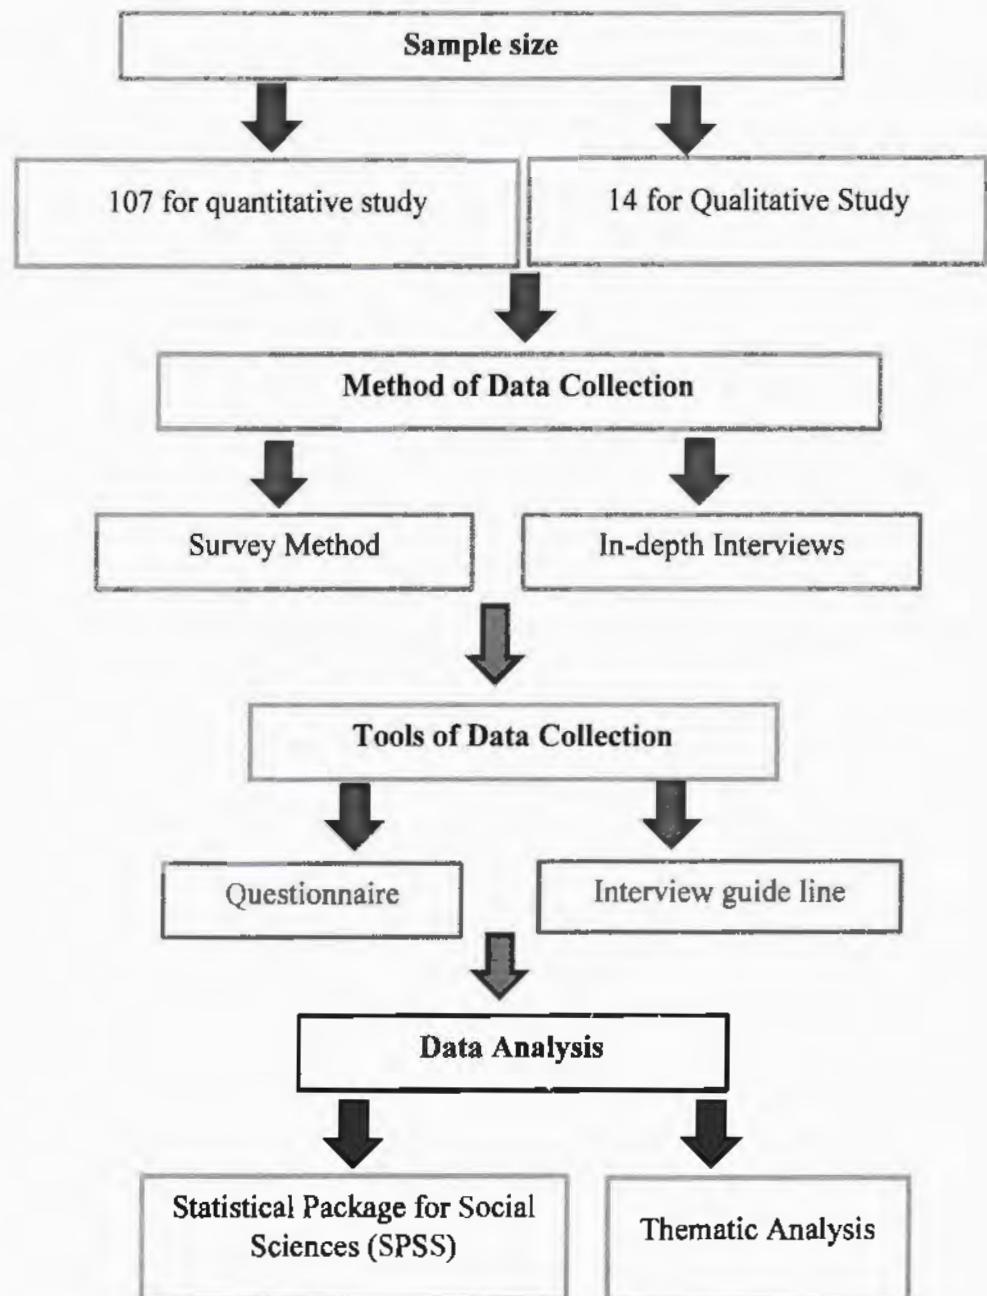 Sample size
107 for quantitative study
14 for Qualitative Study
Method of Data Collection
Survey Method
In-depth Interviews
Tools of Data Collection
Questionnaire
Interview guide line
Data Analysis
Statistical Package for Social
Sciences (SPSS)
Thematic Analysis